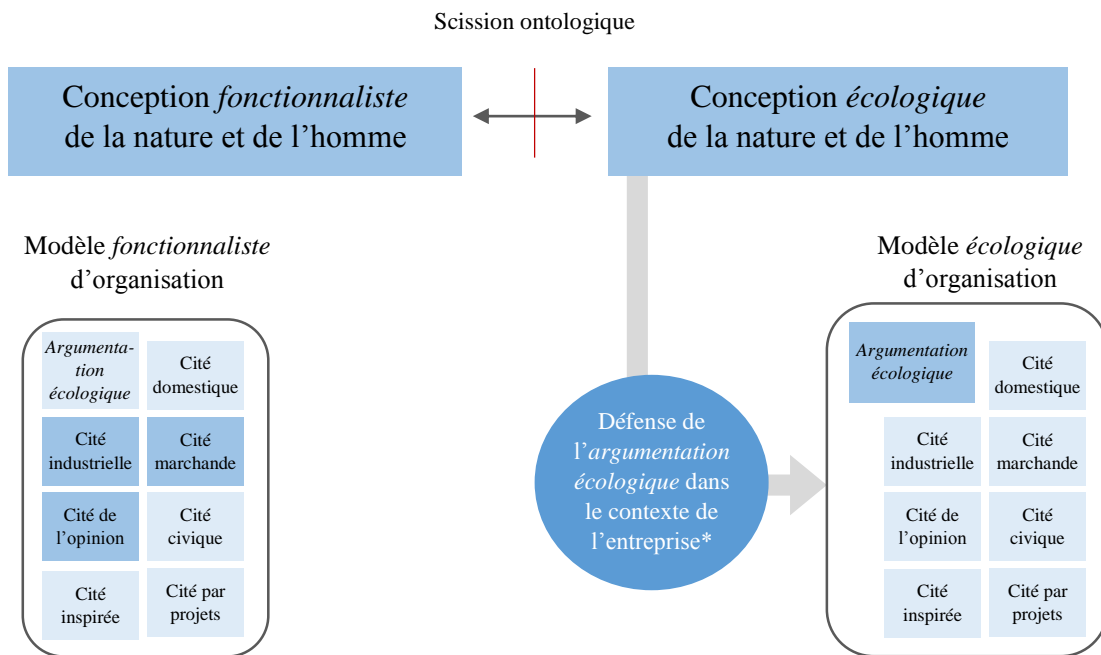 Scission ontologique
Conception fonctionnaliste
de la nature et de l’homme
Conception écologique
de la nature et de l’homme
Modèle fonctionnaliste
d’organisation
Argumenta-
tion
écologique
Cité
domestique
Cité
industrielle
Cité
marchande
Cité de
l’opinion
Cité
civique
Cité
inspirée
Cité par
projets
Défense de
l’argumentation
écologique dans
le contexte de
l’entreprise*
Modèle écologique
d’organisation
Argumentation
écologique
Cité
domestique
Cité
industrielle
Cité
marchande
Cité de
l’opinion
Cité
civique
Cité
inspirée
Cité par
projets